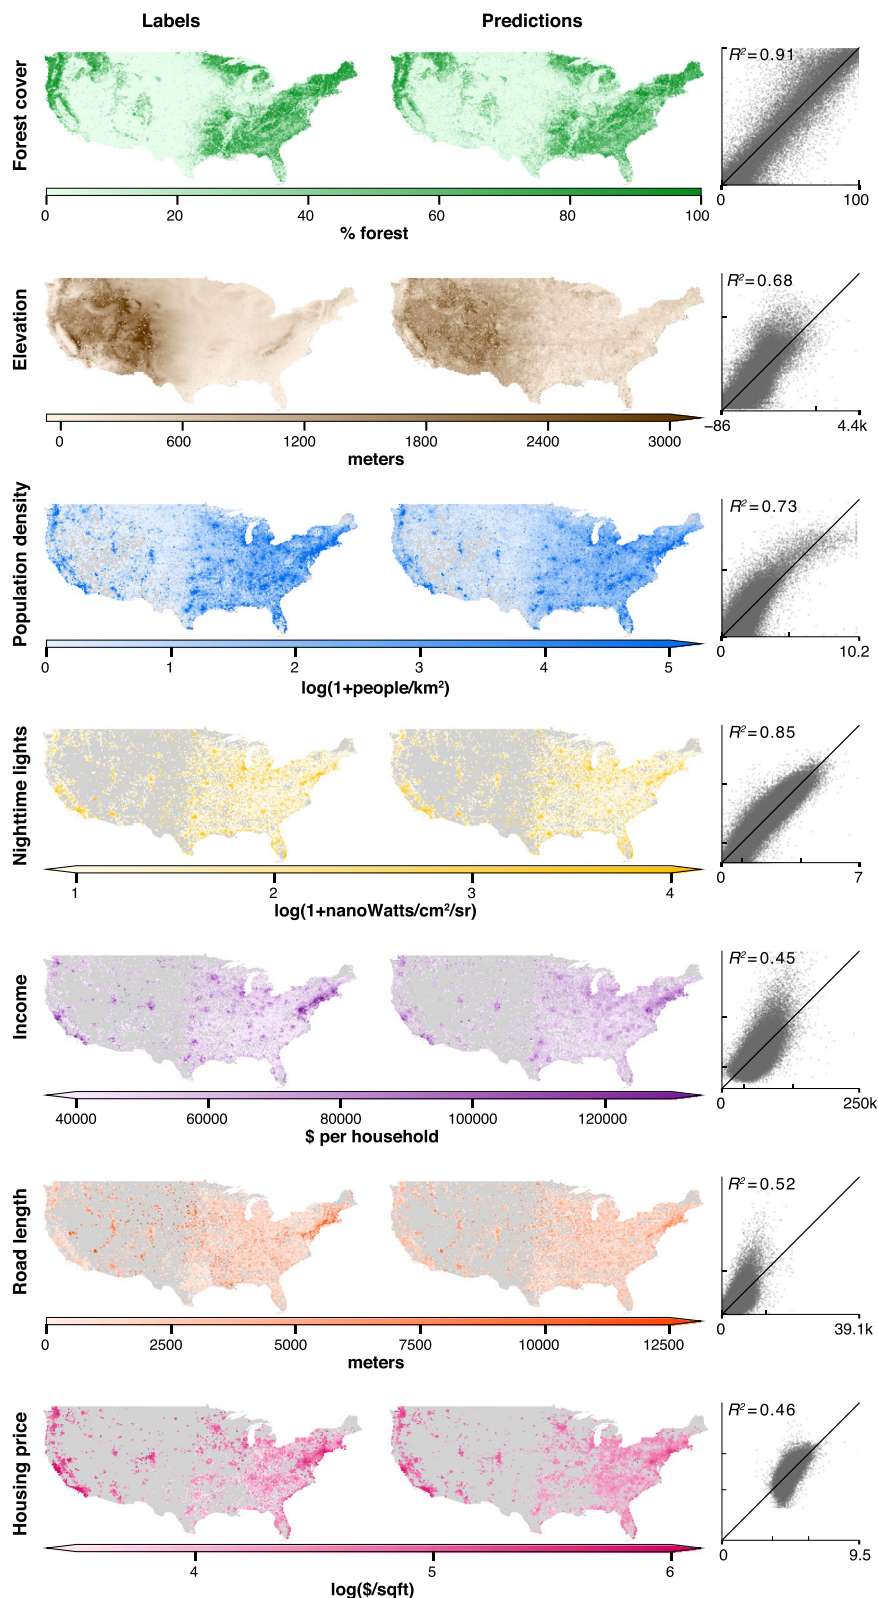 Labels Predictions
Forest cover
R²=0.91
0 100
0 20 40 60 80 100
% forest
Elevation
R²=0.68
−86 4.4k
0 600 1200 1800 2400 3000
meters
Population density
R²=0.73
0 10.2
0 1 2 3 4 5
log(1+people/km²)
Nighttime lights
R²=0.85
0 7
1 2 3 4
log(1+nanoWatts/cm²/sr)
Income
R²=0.45
0 250k
40000 60000 80000 100000 120000
$ per household
Road length
R²=0.52
0 39.1k
0 2500 5000 7500 10000 12500
meters
Housing price
R²=0.46
0 9.5
4 5 6
log($/sqft)